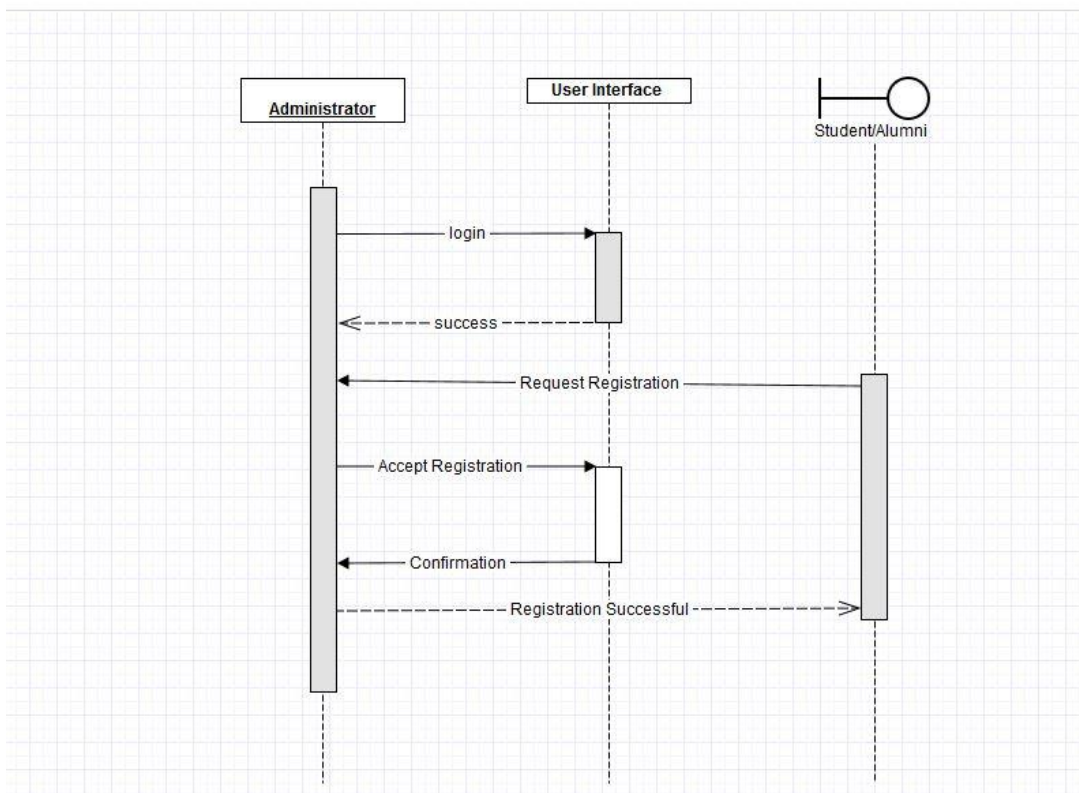 Administrator
User Interface
Student/Alumni
login
success
Request Registration
Accept Registration
Confirmation
Registration Successful